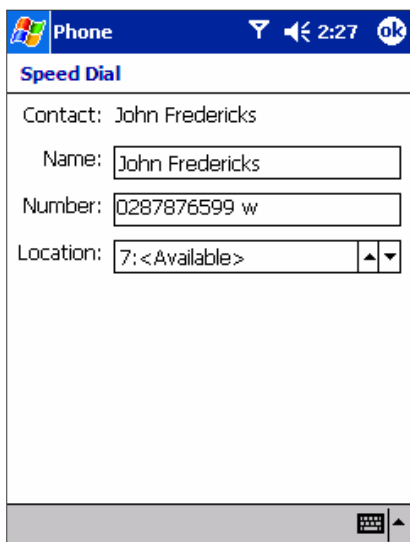 Phone 2:27 ok
Speed Dial
Contact: John Fredericks
Name: John Fredericks
Number: 0287876599 w
Location: 7:<Available>